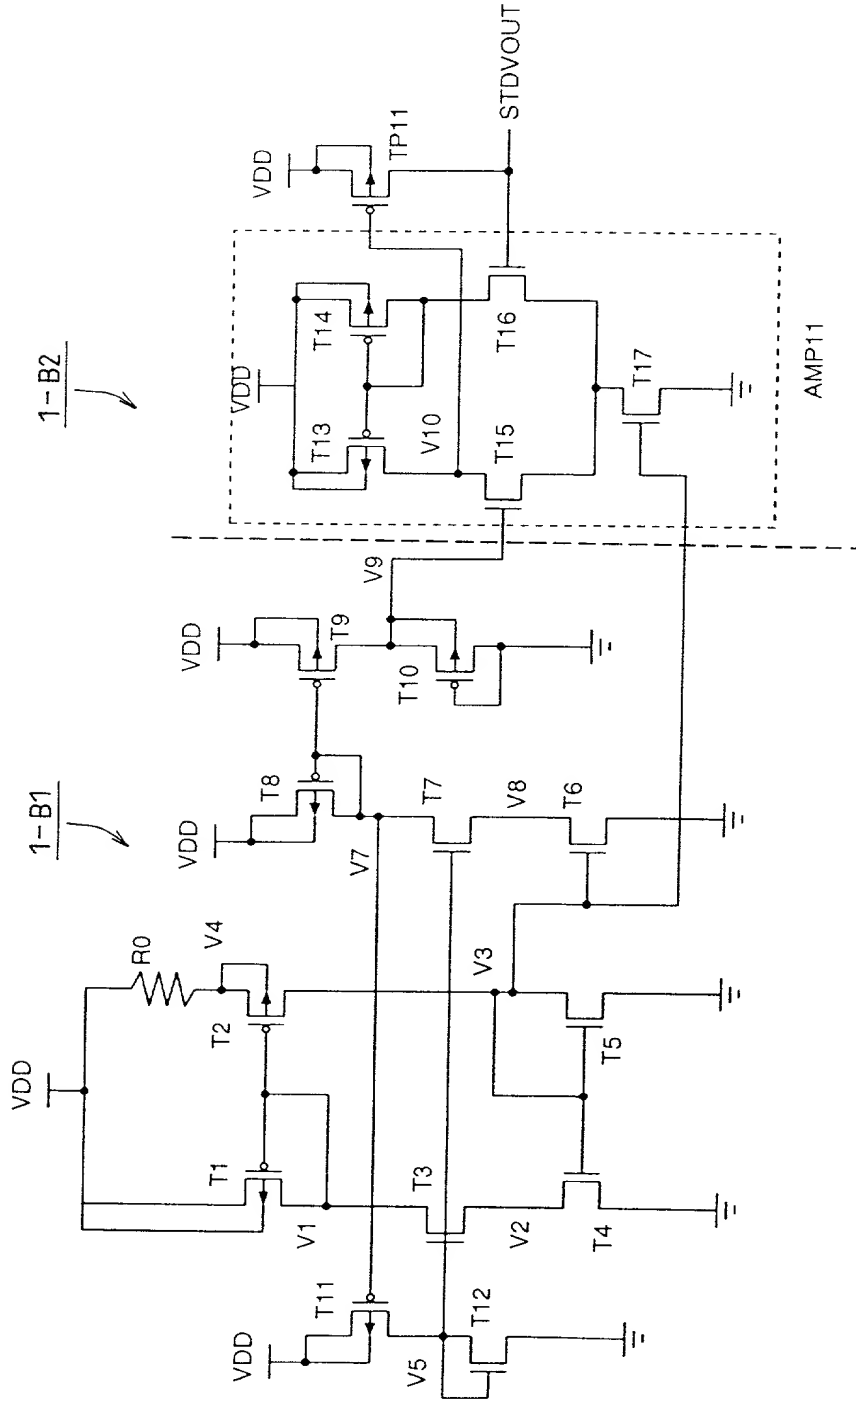 1-B1
1-B2
VDD
R0
V4
T1
T2
V1
VDD
T11
V5
T12
T3
V2
T4
V3
T5
VDD
T8
V7
T7
V8
T6
VDD
T9
V9
T10
VDD
T13
T14
V10
T15
T16
T17
AMP11
VDD
TP11
STDVOUT